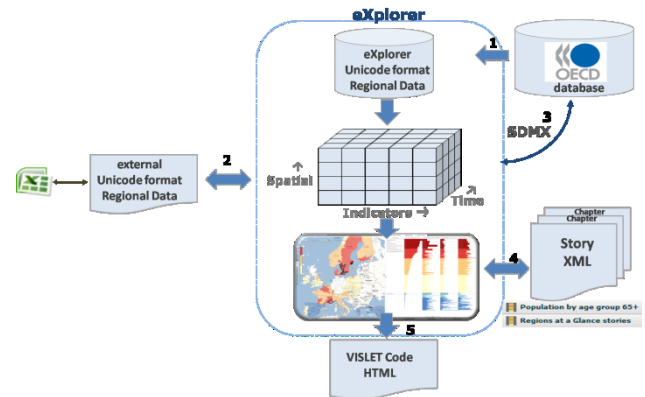 eXplorer
1
eXplorer
Unicode format
Regional Data
OECD
database
3
SDMX
2
external
Unicode format
Regional Data
Spatial →
Time →
Indicators →
Chapter
Chapter
4
Story
XML
Population by age group 65+
Regions at a Glance stories
5
VISLET Code
HTML